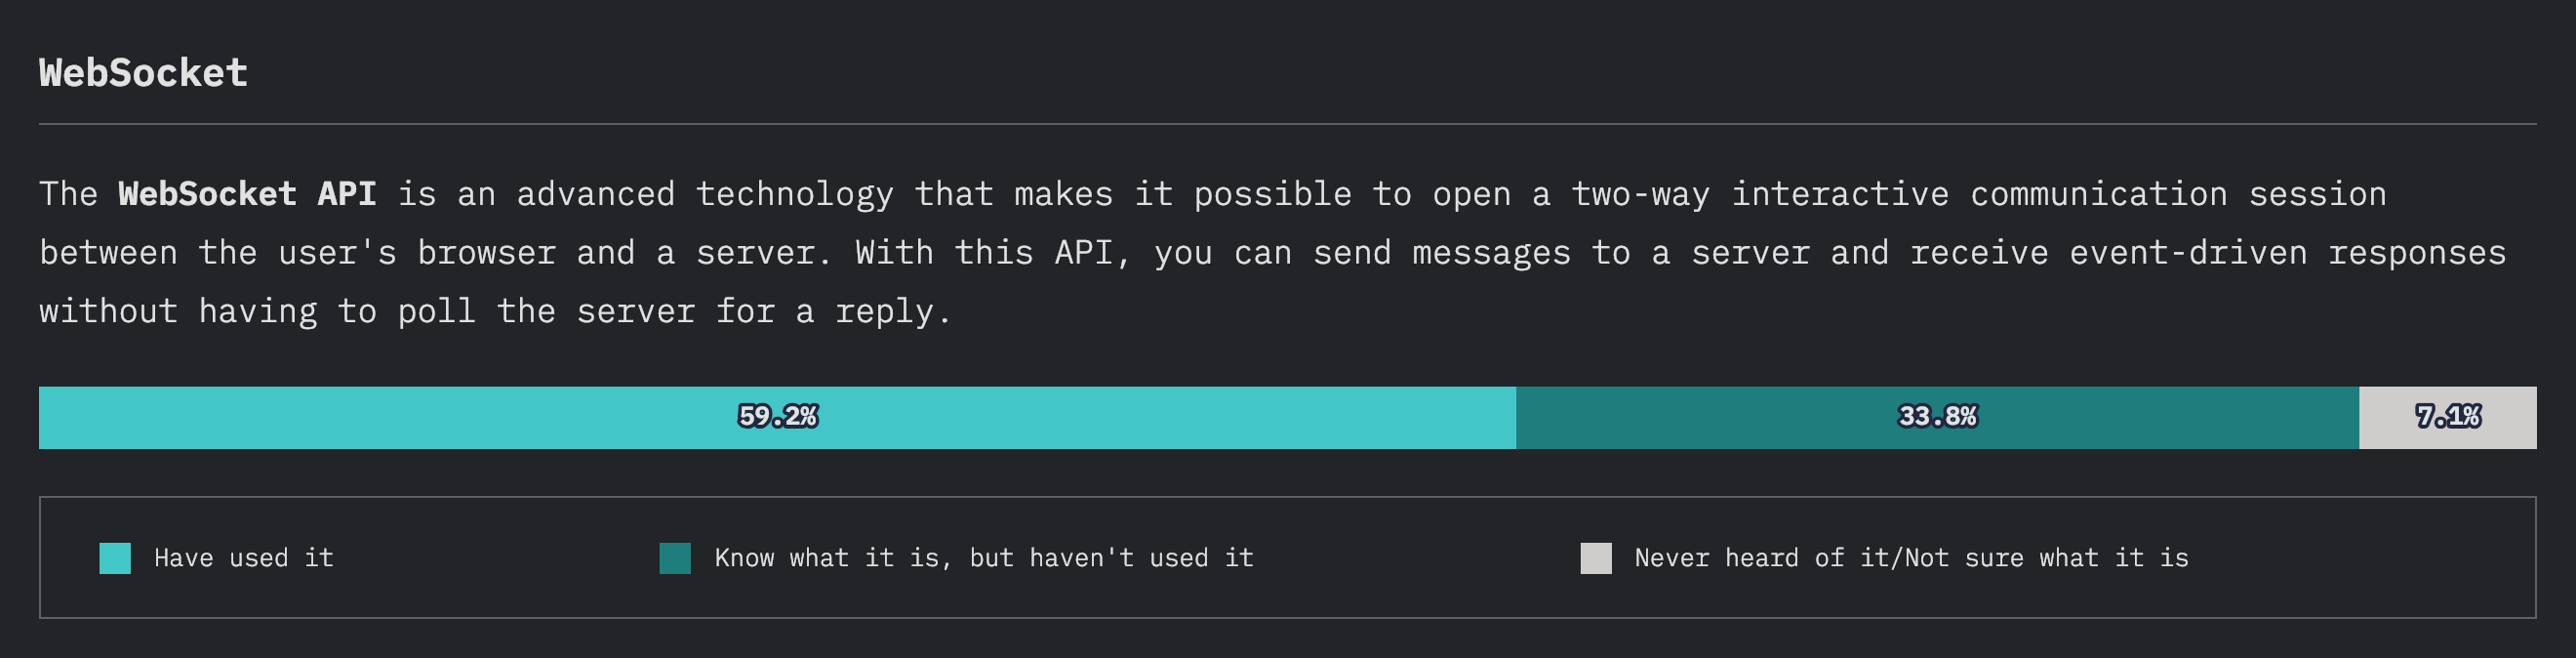 WebSocket
The WebSocket API is an advanced technology that makes it possible to open a two-way interactive communication session
between the user's browser and a server. With this API, you can send messages to a server and receive event-driven responses
without having to poll the server for a reply.
59.2% 33.8% 7.1%
Have used it Know what it is, but haven't used it Never heard of it/Not sure what it is